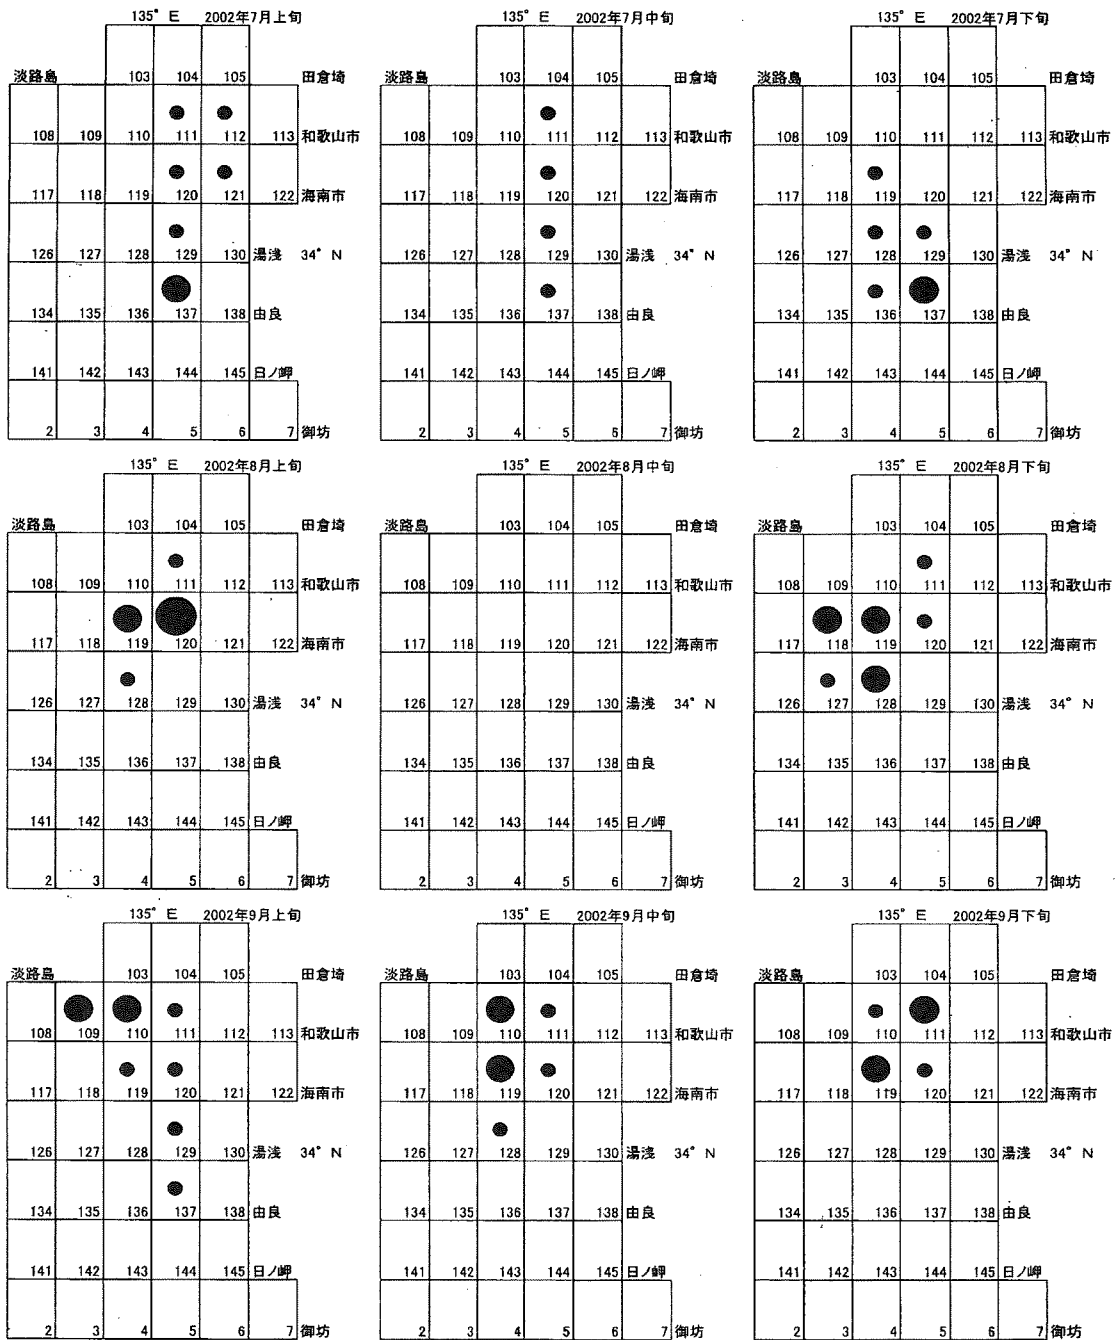 135° E 2002年7月上旬
淡路島 103 104 105 田倉埼
108 109 110 111 112 113 和歌山市
117 118 119 120 121 122 海南市
126 127 128 129 130 湯浅 34° N
134 135 136 137 138 由良
141 142 143 144 145 日ノ岬
2 3 4 5 6 7 御坊
135° E 2002年7月中旬
淡路島 103 104 105 田倉埼
108 109 110 111 112 113 和歌山市
117 118 119 120 121 122 海南市
126 127 128 129 130 湯浅 34° N
134 135 136 137 138 由良
141 142 143 144 145 日ノ岬
2 3 4 5 6 7 御坊
135° E 2002年7月下旬
淡路島 103 104 105 田倉埼
108 109 110 111 112 113 和歌山市
117 118 119 120 121 122 海南市
126 127 128 129 130 湯浅 34° N
134 135 136 137 138 由良
141 142 143 144 145 日ノ岬
2 3 4 5 6 7 御坊
135° E 2002年8月上旬
淡路島 103 104 105 田倉埼
108 109 110 111 112 113 和歌山市
117 118 119 120 121 122 海南市
126 127 128 129 130 湯浅 34° N
134 135 136 137 138 由良
141 142 143 144 145 日ノ岬
2 3 4 5 6 7 御坊
135° E 2002年8月中旬
淡路島 103 104 105 田倉埼
108 109 110 111 112 113 和歌山市
117 118 119 120 121 122 海南市
126 127 128 129 130 湯浅 34° N
134 135 136 137 138 由良
141 142 143 144 145 日ノ岬
2 3 4 5 6 7 御坊
135° E 2002年8月下旬
淡路島 103 104 105 田倉埼
108 109 110 111 112 113 和歌山市
117 118 119 120 121 122 海南市
126 127 128 129 130 湯浅 34° N
134 135 136 137 138 由良
141 142 143 144 145 日ノ岬
2 3 4 5 6 7 御坊
135° E 2002年9月上旬
淡路島 103 104 105 田倉埼
108 109 110 111 112 113 和歌山市
117 118 119 120 121 122 海南市
126 127 128 129 130 湯浅 34° N
134 135 136 137 138 由良
141 142 143 144 145 日ノ岬
2 3 4 5 6 7 御坊
135° E 2002年9月中旬
淡路島 103 104 105 田倉埼
108 109 110 111 112 113 和歌山市
117 118 119 120 121 122 海南市
126 127 128 129 130 湯浅 34° N
134 135 136 137 138 由良
141 142 143 144 145 日ノ岬
2 3 4 5 6 7 御坊
135° E 2002年9月下旬
淡路島 103 104 105 田倉埼
108 109 110 111 112 113 和歌山市
117 118 119 120 121 122 海南市
126 127 128 129 130 湯浅 34° N
134 135 136 137 138 由良
141 142 143 144 145 日ノ岬
2 3 4 5 6 7 御坊